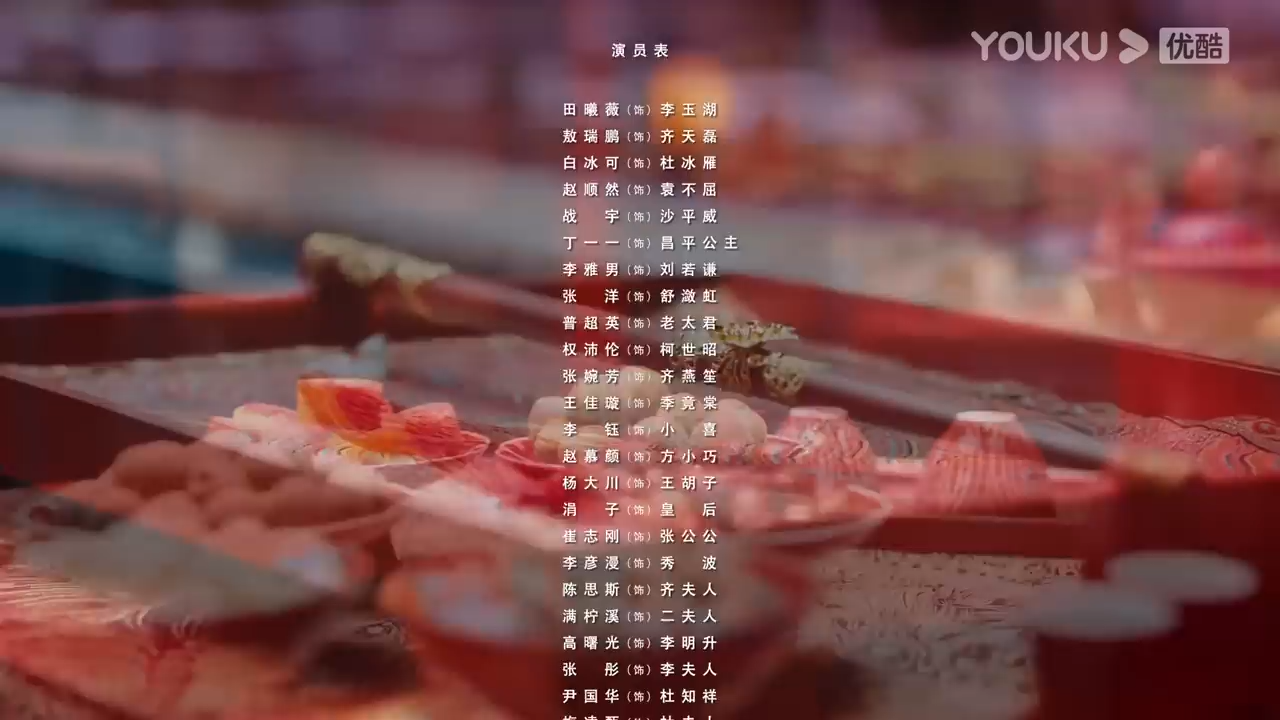 YOUKU 优酷
演员表
田曦薇（饰）李玉湖
敖瑞鹏（饰）齐天磊
白冰可（饰）杜冰雁
赵顺然（饰）袁不屈
战 宇（饰）沙平威
丁一一（饰）昌平公主
李雅男（饰）刘若谦
张 洋（饰）舒潋虹
普超英（饰）老太君
权沛伦（饰）柯世昭
张婉芳（饰）齐燕笙
王佳璇（饰）季竟棠
李 钰（饰）小 喜
赵慕颜（饰）方小巧
杨大川（饰）王胡子
涓 子（饰）皇 后
崔志刚（饰）张公公
李彦漫（饰）秀 波
陈思斯（饰）齐夫人
满柠溪（饰）二夫人
高曙光（饰）李明升
张 彤（饰）李夫人
尹国华（饰）杜知祥